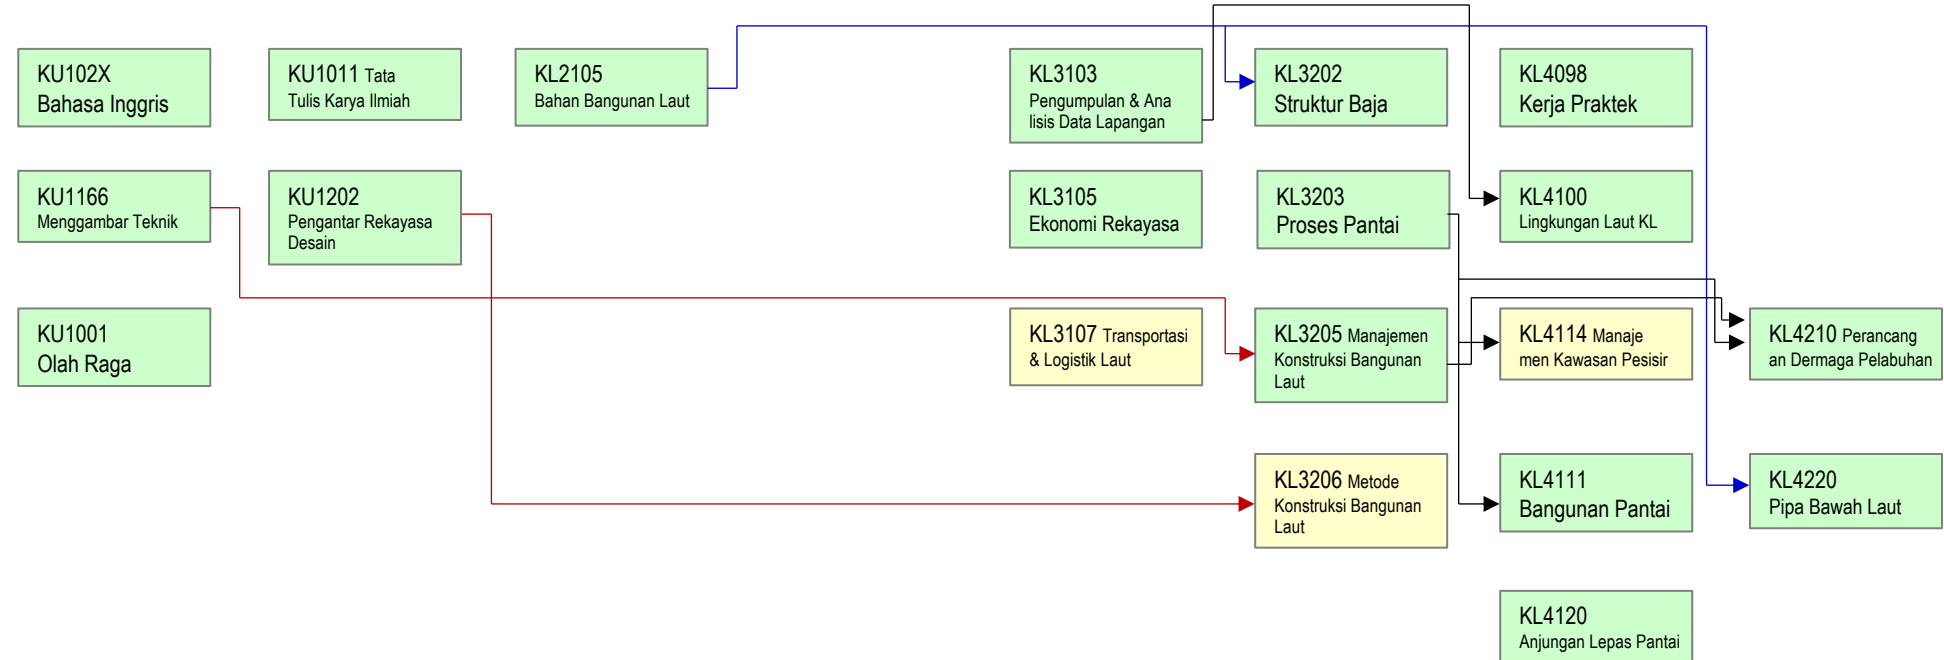 KU102X
Bahasa Inggris
KU1011 Tata
Tulis Karya Ilmiah
KL2105
Bahan Bangunan Laut
KL3103
Pengumpulan & Ana
lisis Data Lapangan
KL3202
Struktur Baja
KL4098
Kerja Praktek
KU1166
Menggambar Teknik
KU1202
Pengantar Rekayasa
Desain
KL3105
Ekonomi Rekayasa
KL3203
Proses Pantai
KL4100
Lingkungan Laut KL
KU1001
Olah Raga
KL3107 Transportasi
& Logistik Laut
KL3205 Manajemen
Konstruksi Bangunan
Laut
KL4114 Manaje
men Kawasan Pesisir
KL4210 Perancang
an Dermaga Pelabuhan
KL3206 Metode
Konstruksi Bangunan
Laut
KL4111
Bangunan Pantai
KL4220
Pipa Bawah Laut
KL4120
Anjungan Lepas Pantai